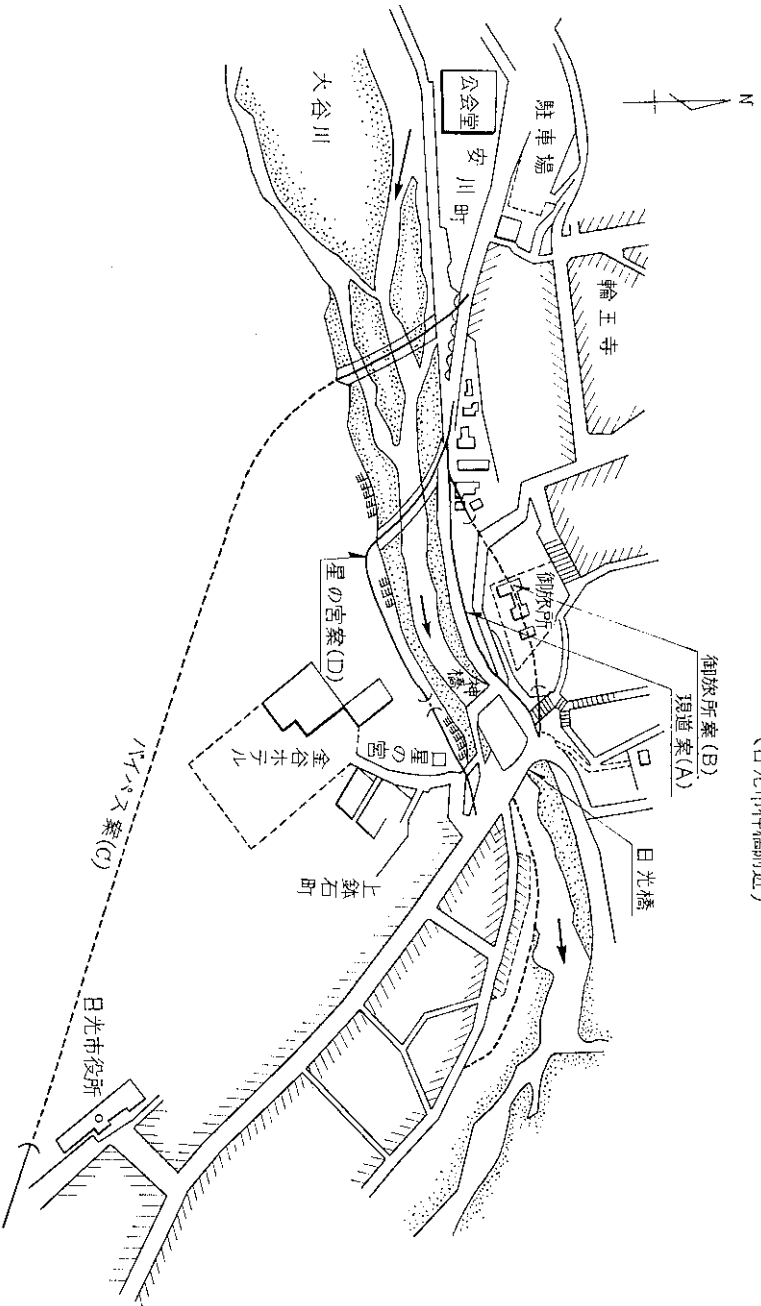 N
大谷川
公会堂
安川町
駐車場
輪王寺
御旅所
御旅所案(B)
現道案(A)
日光橋
神橋
星の宮案(D)
星の宮
金谷ホテル
上鉢石町
バイパス案(C)
日光市役所